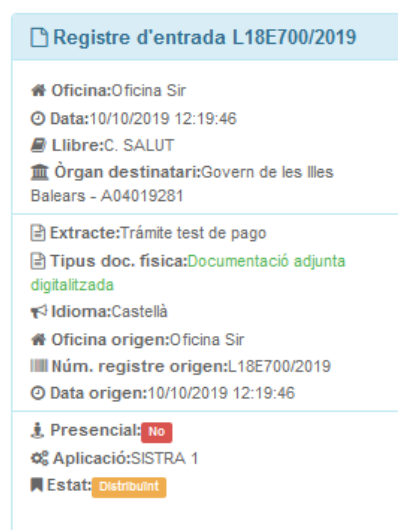 Registre d'entrada L18E700/2019
Oficina:Oficina Sir
Data:10/10/2019 12:19:46
Llibre:C. SALUT
Òrgan destinatari:Govern de les Illes
Balears - A04019281
Extracte:Trámite test de pago
Tipus doc. física:Documentació adjunta
digitalitzada
Idioma:Castellà
Oficina origen:Oficina Sir
Núm. registre origen:L18E700/2019
Data origen:10/10/2019 12:19:46
Presencial: No
Aplicació:SISTRA 1
Estat: Distribuint